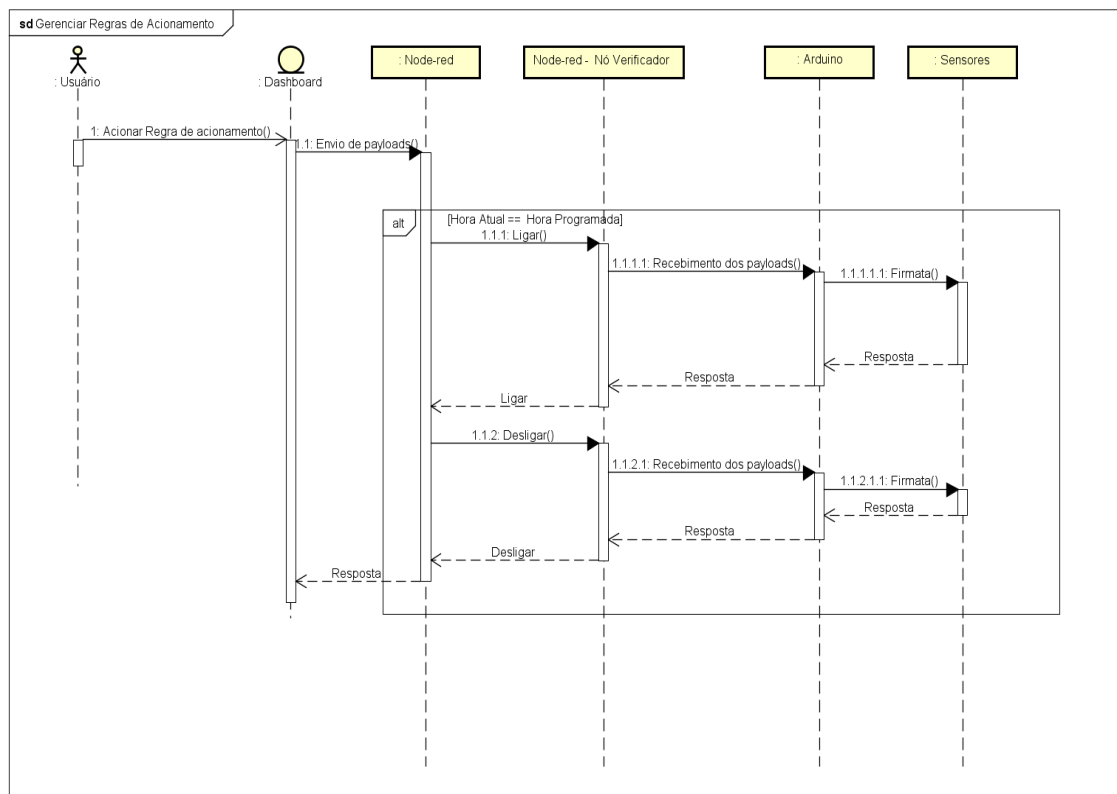 sd Gerenciar Regras de Acionamento
: Usuário
: Dashboard
: Node-red
Node-red - Nó Verificador
: Arduino
: Sensores
1: Acionar Regra de acionamento()
1.1: Envio de payloads()
alt
[Hora Atual == Hora Programada]
1.1.1: Ligar()
1.1.1.1: Recebimento dos payloads()
1.1.1.1.1: Firmata()
Resposta
Resposta
Ligar
1.1.2: Desligar()
1.1.2.1: Recebimento dos payloads()
1.1.2.1.1: Firmata()
Resposta
Resposta
Desligar
Resposta